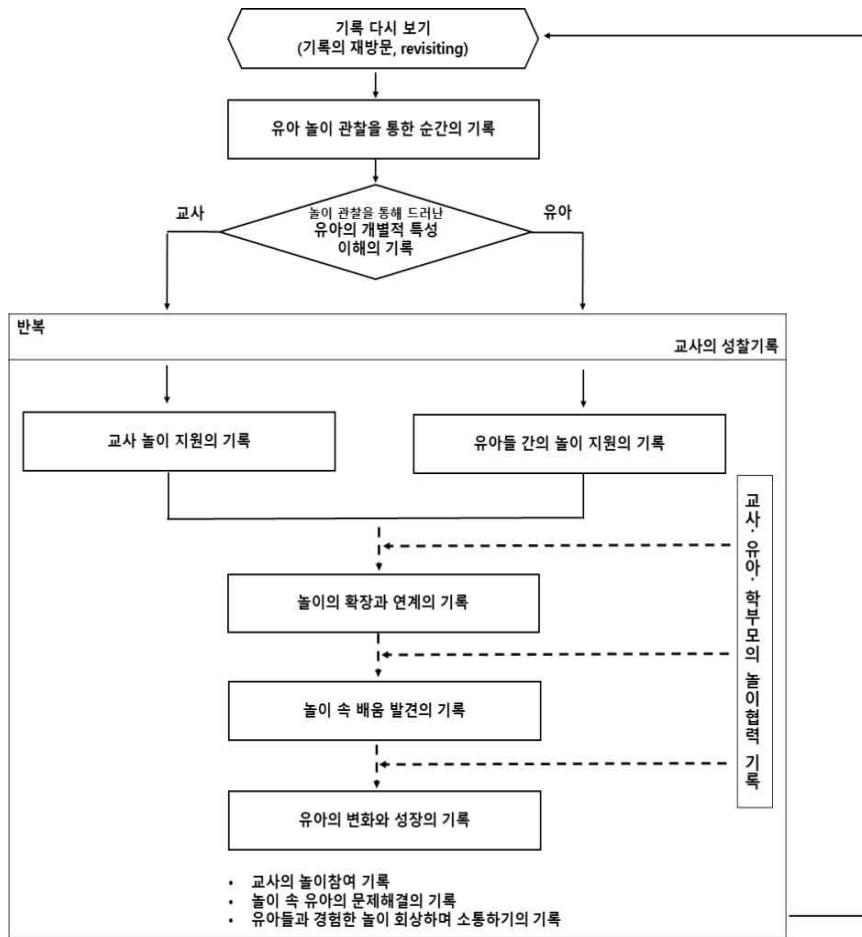 기록 다시 보기
(기록의 재방문, revisiting)
유아 놀이 관찰을 통한 순간의 기록
교사
놀이 관찰을 통해 드러난
유아의 개별적 특성
이해의 기록
유아
반복
교사의 성찰기록
교사 놀이 지원의 기록
유아들 간의 놀이 지원의 기록
교사·유아·학부모의 놀이협력 기록
놀이의 확장과 연계의 기록
놀이 속 배움 발견의 기록
유아의 변화와 성장의 기록
• 교사의 놀이참여 기록
• 놀이 속 유아의 문제해결의 기록
• 유아들과 경험한 놀이 회상하며 소통하기의 기록